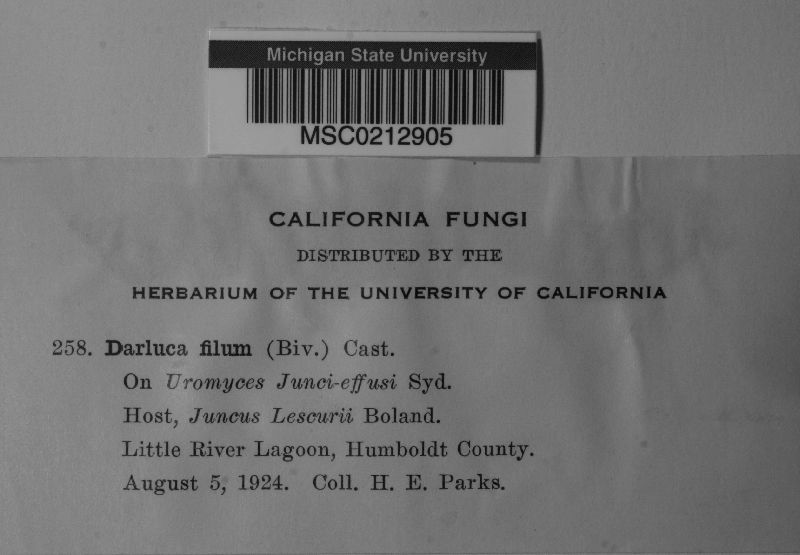 Michigan State University
MSC0212905
CALIFORNIA FUNGI
DISTRIBUTED BY THE
HERBARIUM OF THE UNIVERSITY OF CALIFORNIA
258. Darluca filum (Biv.) Cast.
On Uromyces Junci-effusi Syd.
Host, Juncus Lescurii Boland.
Little River Lagoon, Humboldt County.
August 5, 1924. Coll. H. E. Parks.